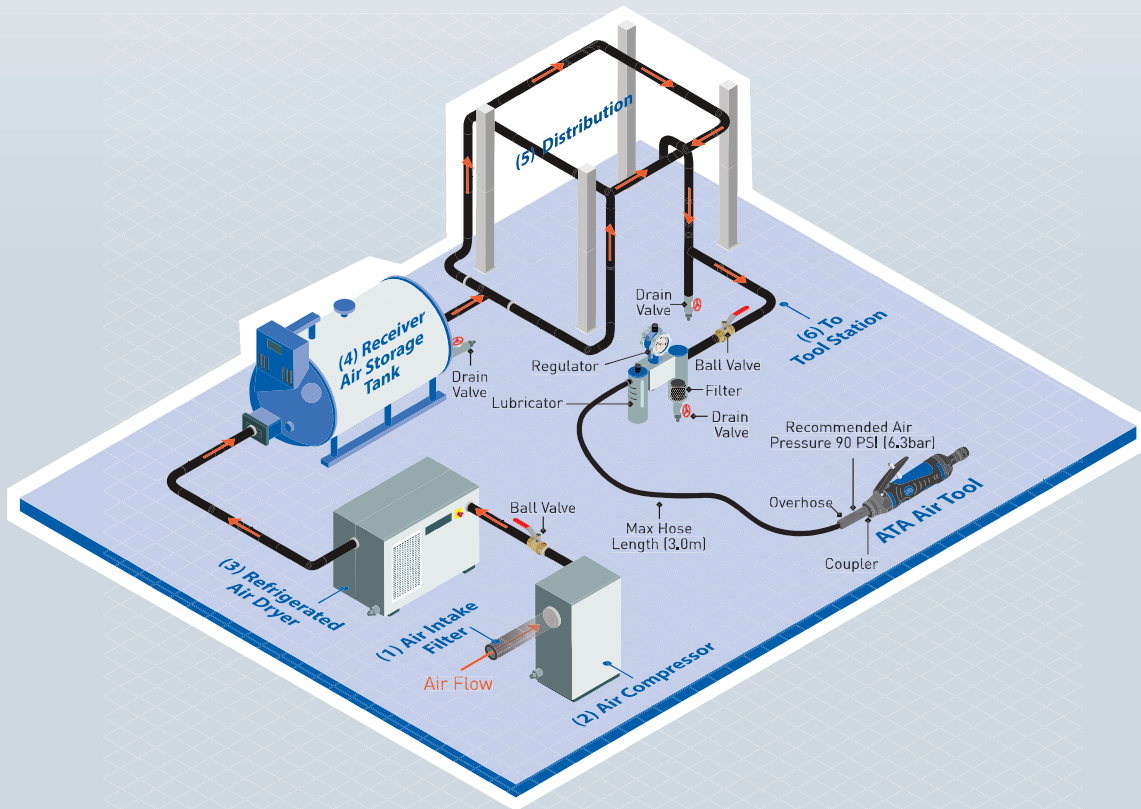 (5) Distribution
Drain
Valve
(6) To
Tool Station
Regulator
Ball Valve
(4) Receiver
Air Storage
Tank
Drain
Valve
Lubricator
Filter
Drain
Valve
Recommended Air
Pressure 90 PSI (6.3bar)
Overhose
ATA Air Tool
Coupler
Max Hose
Length (3.0m)
Ball Valve
(3) Refrigerated
Air Dryer
(1) Air Intake
Filter
Air Flow
(2) Air Compressor